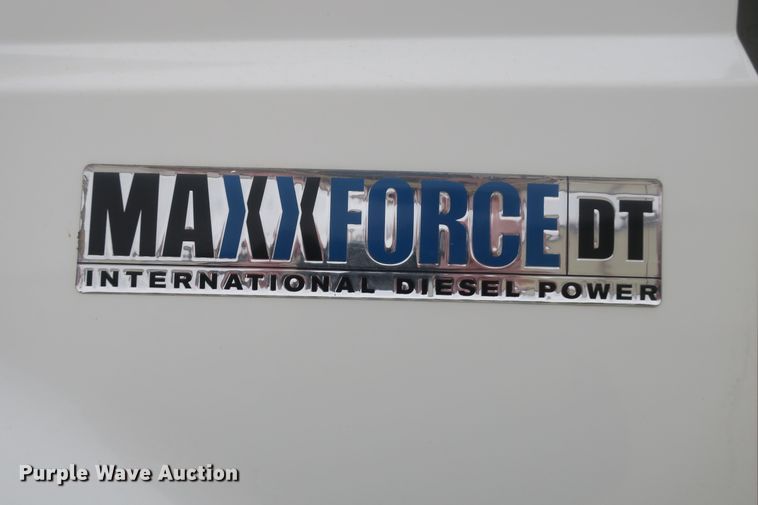 MAXXFORCE DT
INTERNATIONAL DIESEL POWER
Purple Wave Auction